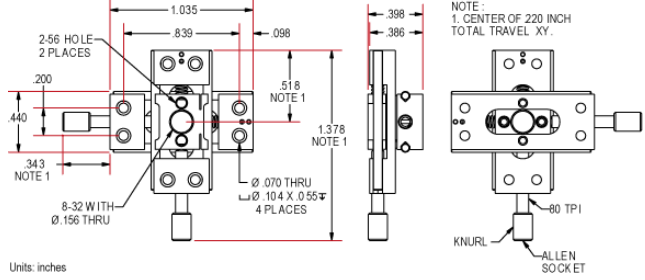 1.035
.839
.098
2-56 HOLE
2 PLACES
.200
.440
.343
NOTE 1
8-32 WITH
Ø.156 THRU
.518
NOTE 1
1.378
NOTE 1
Ø .070 THRU
⌴Ø .104 X .055↧
4 PLACES
.398
.386
NOTE :
1. CENTER OF .220 INCH
TOTAL TRAVEL XY.
80 TPI
KNURL
ALLEN
SOCKET
Units: inches